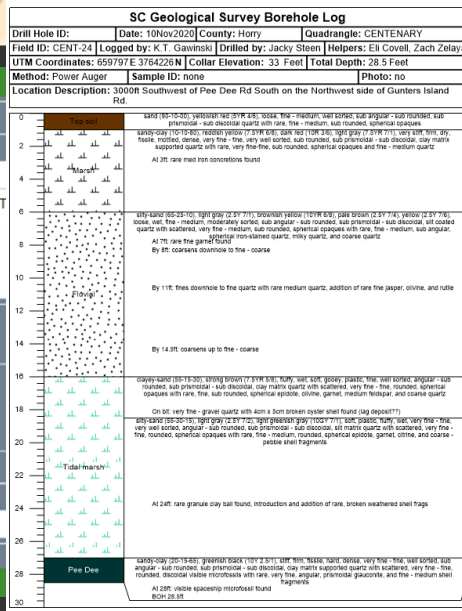 SC Geological Survey Borehole Log
Drill Hole ID: Date: 10Nov2020 County: Horry Quadrangle: CENTENARY
Field ID: CENT-24 Logged by: K.T. Gawinski Drilled by: Jacky Steen Helpers: Eli Covell, Zach Zelay
UTM Coordinates: 659797 E 3764226 N Collar Elevation: 33 Feet Total Depth: 28.5 Feet
Method: Power Auger Sample ID: none Photo: no
Location Description: 3000ft Southwest of Pee Dee Rd South on the Northwest side of Gunters Island
Rd.
0
Top soil
sand (90-10-00), yellowish red (5YR 4/6), loose, fine - medium, well sorted, sub angular - sub rounded, sub
prismoidal - sub discoidal quartz with rare, fine - medium, sub rounded, spherical opaques
sandy-clay (10-10-80), reddish yellow (7.5YR 6/8), dark red (10R 3/6), light gray (7.5YR 7/1), very stiff, firm, dry,
fissile, mottled, dense, very fine - fine, very well sorted, sub rounded, sub prismoidal - sub discoidal, clay matrix
supported quartz with rare, very fine-fine, sub rounded, spherical opaques and fine - medium quartz
2
At 3ft: rare med iron concretions found
Marsh
4
6
silty-sand (65-25-10), light gray (2.5Y 7/1), brownish yellow (10YR 6/8), pale brown (2.5Y 7/4), yellow (2.5Y 7/6),
loose, wet, fine - medium, moderately sorted, sub angular - sub rounded, sub prismoidal - sub discoidal, silt coated
quartz with scattered, very fine - medium, sub rounded, spherical opaques with rare, fine - medium, sub angular,
spherical iron-stained quartz, milky quartz, and coarse quartz
At 7ft: rare fine garnet found
8
By 8ft: coarsens downhole to fine - coarse
10
By 11ft: fines downhole to fine quartz with rare medium quartz, addition of rare fine jasper, olivine, and rutile
Fluvial
12
14
By 14.5ft: coarsens up to fine - coarse
16
clayey-sand (55-15-30), strong brown (7.5YR 5/8), fluffy, wet, soft, gooey, plastic, fine, well sorted, angular - sub
rounded, sub prismoidal - sub discoidal, clay matrix quartz with scattered, very fine - fine, rounded, spherical
opaques with rare, fine, sub rounded, spherical epidote, olivine, garnet, medium feldspar, and coarse quartz
18
On bit: very fine - gravel quartz with 4cm x 5cm broken oyster shell found (lag deposit??)
silty-sand (55-30-15), light gray (2.5Y 7/2), light greenish gray (10GY 7/1), soft, plastic, fluffy, wet, very fine - fine,
very well sorted, angular - sub rounded, sub prismoidal - sub discoidal, silt matrix quartz with scattered, very fine -
fine, rounded, spherical opaques with rare, fine - medium, rounded, spherical epidote, garnet, citrine, and coarse -
pebble shell fragments
20
Tidal marsh
22
24
At 24ft: rare granule clay ball found, introduction and addition of rare, broken weathered shell frags
26
sandy-clay (20-15-65), greenish black (10Y 2.5/1), stiff, firm, fissile, hard, dense, very fine - fine, well sorted, sub
angular - sub rounded, sub prismoidal - sub discoidal, clay matrix supported quartz with scattered, very fine - fine,
rounded, discoidal visible microfossils with rare, very fine, angular, prismoidal glauconite, and fine - medium shell
fragments
Pee Dee
28
At 28ft: visible spaceship microfossil found
BOH 28.5ft
30